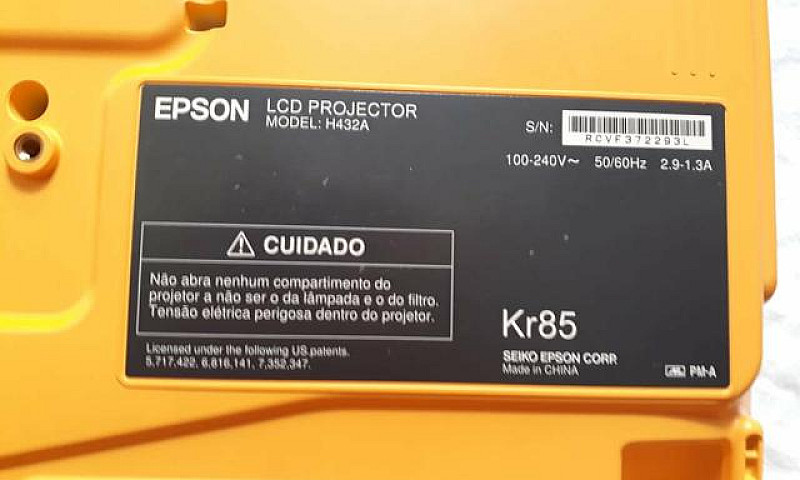 EPSON LCD PROJECTOR
MODEL: H432A
S/N: RCVF372293L
100-240V~ 50/60Hz 2.9-1.3A
⚠ CUIDADO
Não abra nenhum compartimento do
projetor a não ser o da lâmpada e o do filtro.
Tensão elétrica perigosa dentro do projetor.
Kr85
Licensed under the following US.patents.
5,717,422, 6,816,141, 7,352,347.
SEIKO EPSON CORP.
Made in CHINA
PM-A